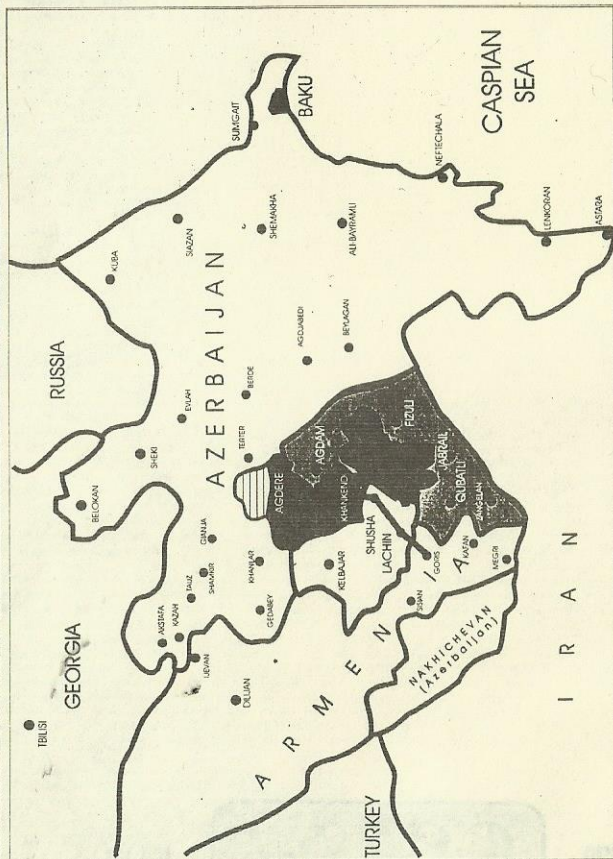 TBILISI
GEORGIA
RUSSIA
BELOKAN
KUBA
SHEKI
AKSTAFA
KAZAH
TAUZ
SHAMKIR
GIANJA
EVLAH
SIAZAN
IJEVAN
AZERBAIJAN
SUMGAIT
DILIJAN
GEDABEY
KHANLAR
TERTER
BERDE
SHEMAKHA
BAKU
AGDERE
KELBAJAR
KHANKEND
AGDAM
AGDJABEDI
ALI-BAYRAMLI
BEYLAGAN
SHUSHA
LACHIN
FIZULI
ARMENIA
SISIAN
GORIS
JABRAIL
QUBATLI
ZANGELAN
KAFAN
MEGRI
NEFTECHALA
CASPIAN
SEA
TURKEY
NAKHICHEVAN
(Azerbaijan)
LENKORAN
IRAN
ASTARA